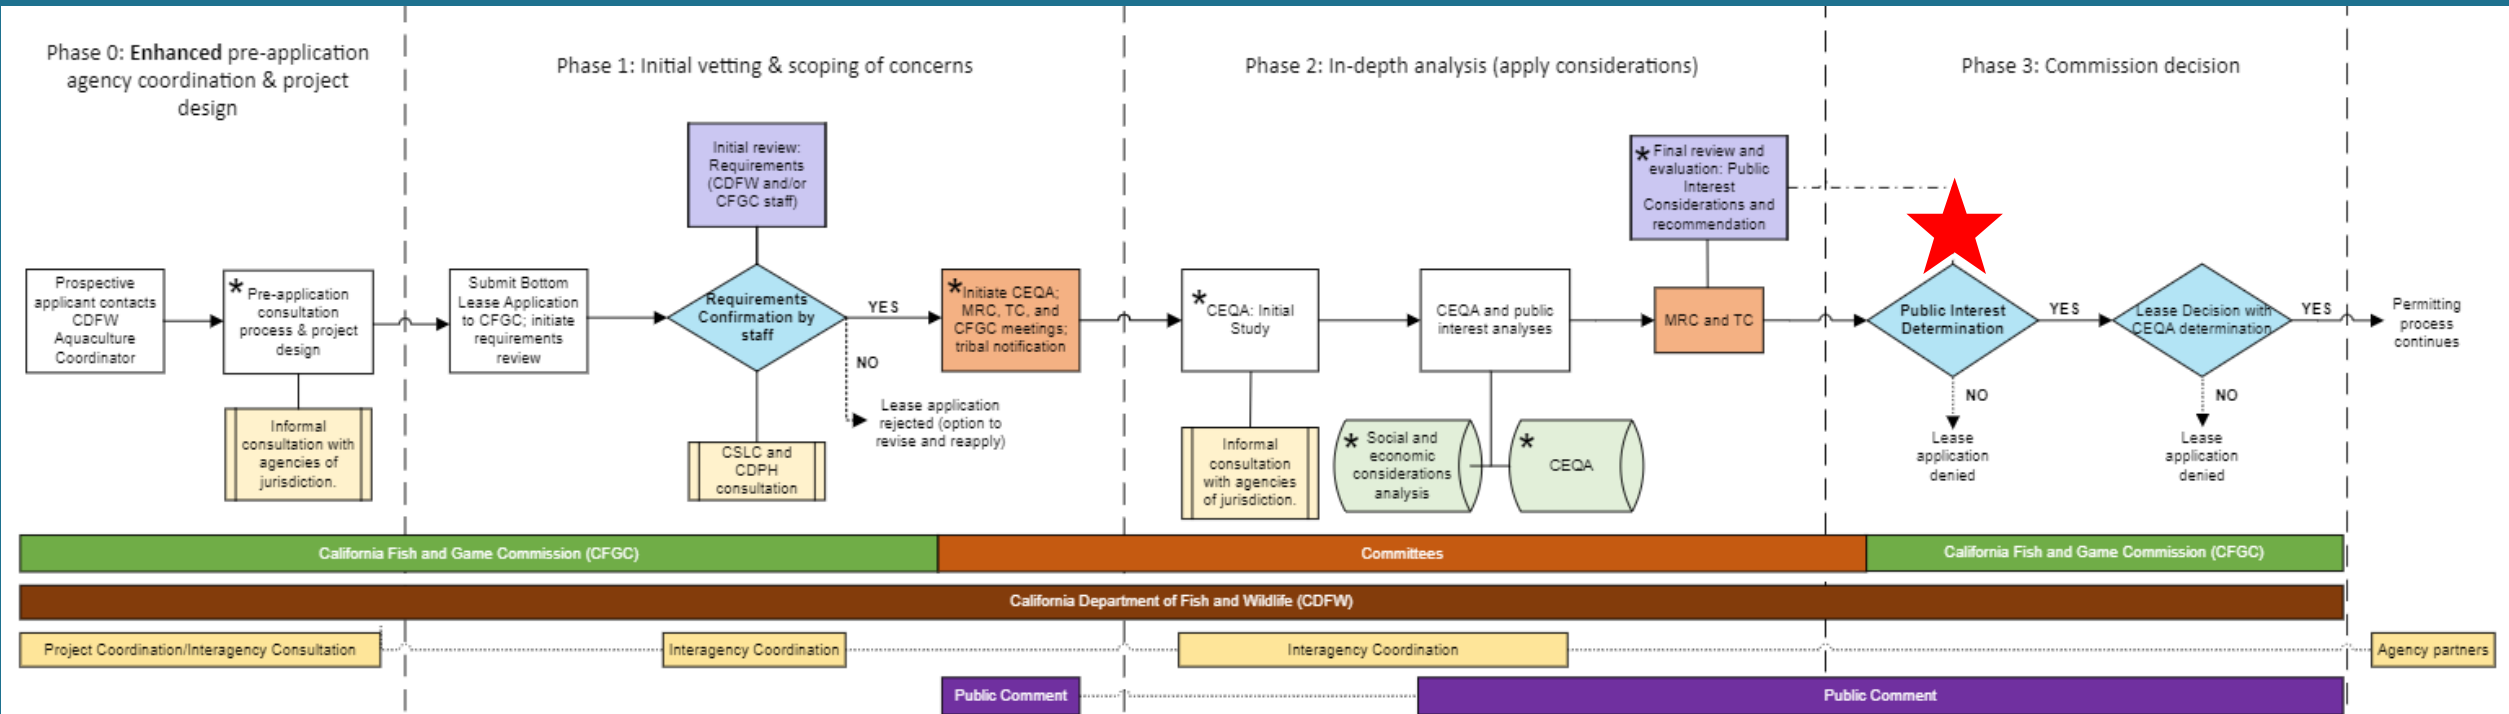 Phase 0: Enhanced pre-application
agency coordination & project
design
Phase 1: Initial vetting & scoping of concerns
Phase 2: In-depth analysis (apply considerations)
Phase 3: Commission decision
Prospective
applicant contacts
CDFW
Aquaculture
Coordinator
* Pre-application
consultation
process & project
design
Informal
consultation with
agencies of
jurisdiction.
Submit Bottom
Lease Application
to CFGC; initiate
requirements
review
Initial review:
Requirements
(CDFW and/or
CFGC staff)
Requirements
Confirmation by
staff
CSLC and
CDPH
consultation
YES
NO
Lease application
rejected (option to
revise and reapply)
* Initiate CEQA;
MRC, TC, and
CFGC meetings;
tribal notification
* CEQA: Initial
Study
Informal
consultation
with agencies
of jurisdiction.
CEQA and public
interest analyses
* Social and
economic
considerations
analysis
* CEQA
* Final review and
evaluation: Public
Interest
Considerations and
recommendation
MRC and TC
Public Interest
Determination
YES
NO
Lease
application
denied
Lease Decision with
CEQA determination
YES
NO
Lease
application
denied
Permitting
process
continues
California Fish and Game Commission (CFGC)
Committees
California Fish and Game Commission (CFGC)
California Department of Fish and Wildlife (CDFW)
Project Coordination/Interagency Consultation
Interagency Coordination
Interagency Coordination
Agency partners
Public Comment
Public Comment